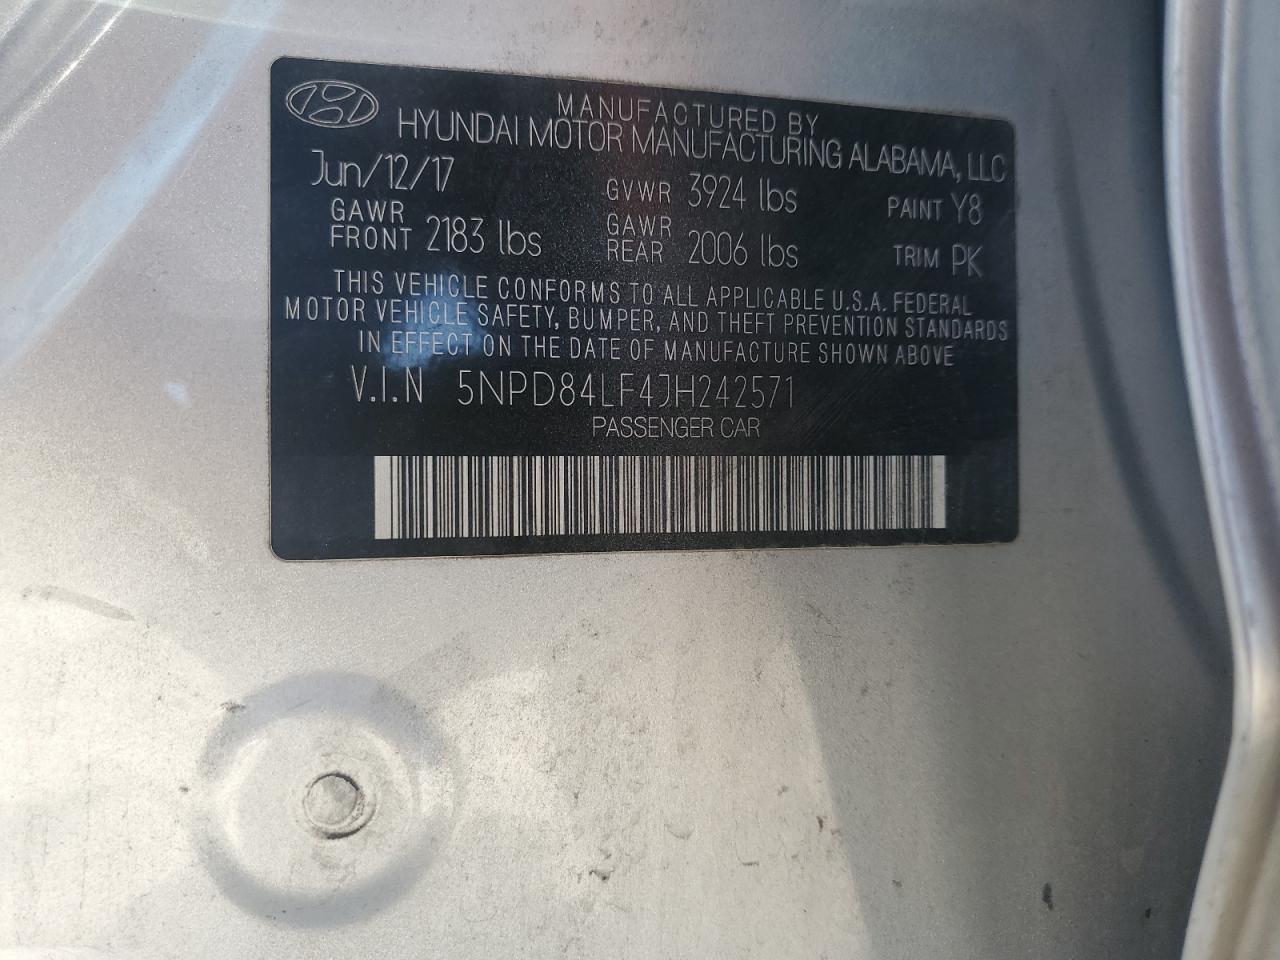 MANUFACTURED BY
HYUNDAI MOTOR MANUFACTURING ALABAMA, LLC
Jun/12/17 GVWR 3924 lbs PAINT Y8
GAWR FRONT 2183 lbs GAWR REAR 2006 lbs TRIM PK
THIS VEHICLE CONFORMS TO ALL APPLICABLE U.S.A. FEDERAL
MOTOR VEHICLE SAFETY, BUMPER, AND THEFT PREVENTION STANDARDS
IN EFFECT ON THE DATE OF MANUFACTURE SHOWN ABOVE
V.I.N 5NPD84LF4JH242571
PASSENGER CAR